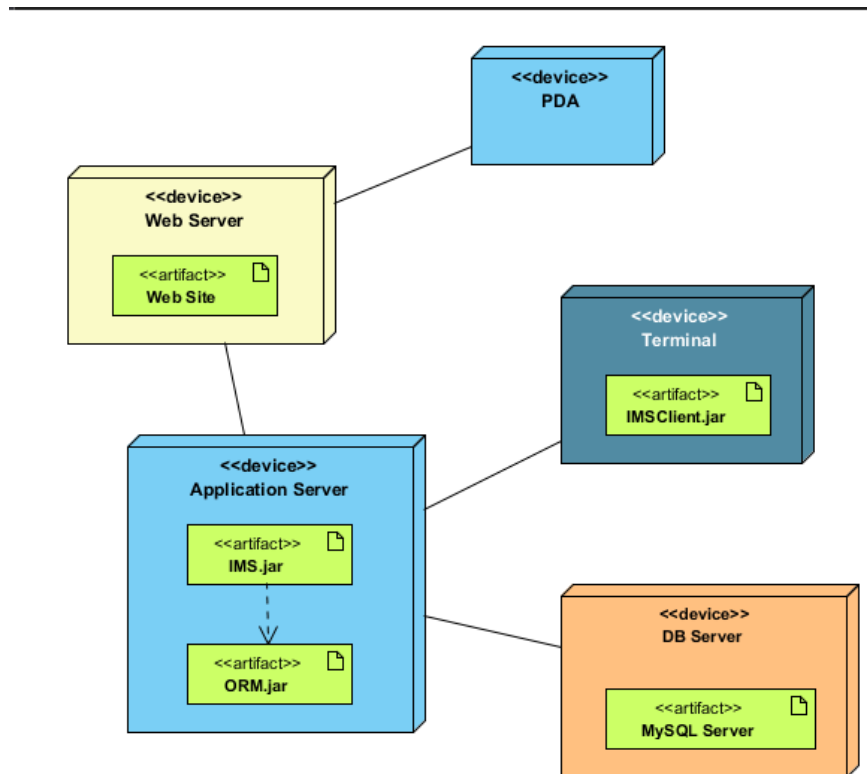 <<device>>
PDA
<<device>>
Web Server
<<artifact>>
Web Site
<<device>>
Terminal
<<artifact>>
IMSClient.jar
<<device>>
Application Server
<<artifact>>
IMS.jar
<<artifact>>
ORM.jar
<<device>>
DB Server
<<artifact>>
MySQL Server